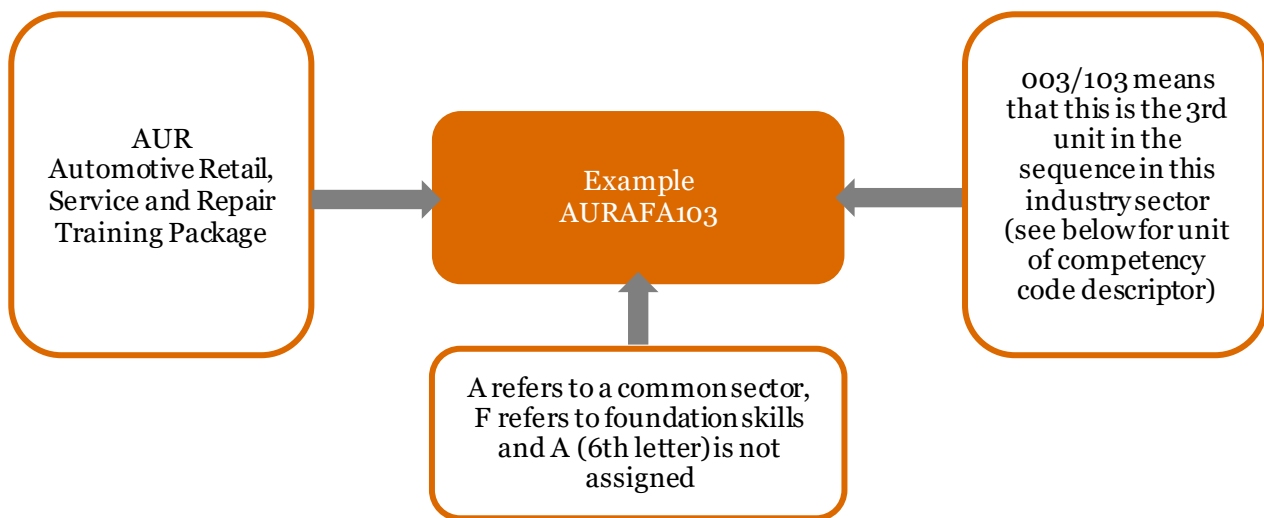 AUR
Automotive Retail,
Service and Repair
Training Package
Example
AURAFA103
003/103 means
that this is the 3rd
unit in the
sequence in this
industry sector
(see below for unit
of competency
code descriptor)
A refers to a common sector,
F refers to foundation skills
and A (6th letter) is not
assigned